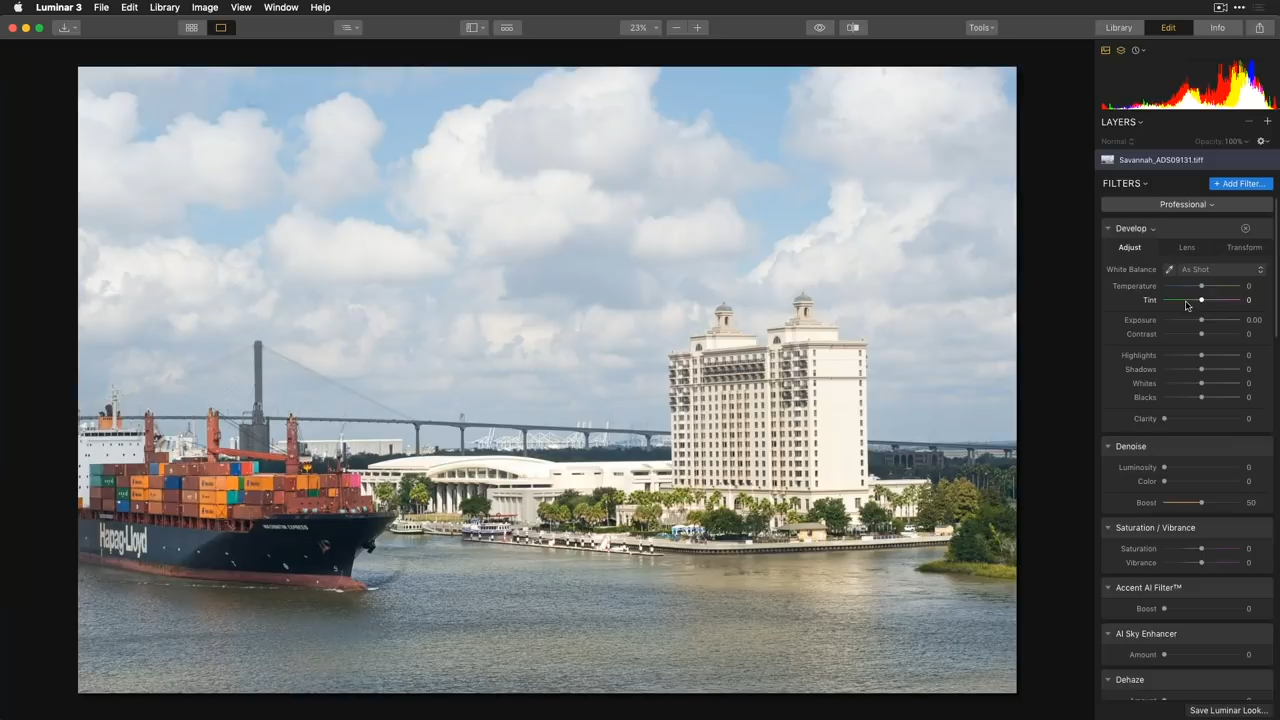 Luminar 3 File Edit Library Image View Window Help
23% Tools Library Edit Info
LAYERS
Normal Opacity: 100%
Savannah_ADS09131.tiff
FILTERS + Add Filter...
Professional
Develop
Adjust Lens Transform
White Balance As Shot
Temperature 0
Tint 0
Exposure 0.00
Contrast 0
Highlights 0
Shadows 0
Whites 0
Blacks 0
Clarity 0
Denoise
Luminosity 0
Color 0
Boost 50
Saturation / Vibrance
Saturation 0
Vibrance 0
Accent AI Filter™
Boost 0
AI Sky Enhancer
Amount 0
Dehaze
Amount 0
Save Luminar Look...
WASHINGTON EXPRESS
Hapag-Lloyd